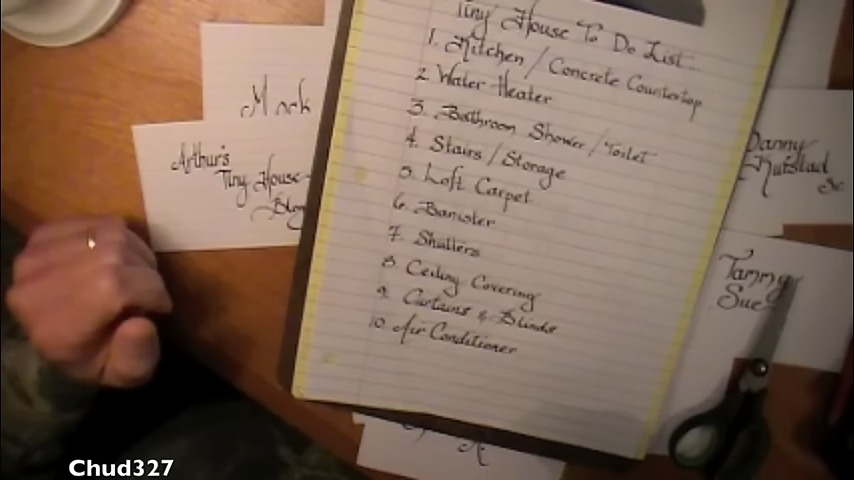 Tiny House To Do List...
1. Kitchen / Concrete Countertop
2 Water Heater
3. Bathroom Shower / Toilet
4. Stairs / Storage
5. Loft Carpet
6. Banister
7. Shutters
8. Ceiling Covering
9. Curtains & Blinds
10. Air Conditioner
Mark
Arthur's
Tiny House
Blog
Danny
Tammy
Sue
Chud327